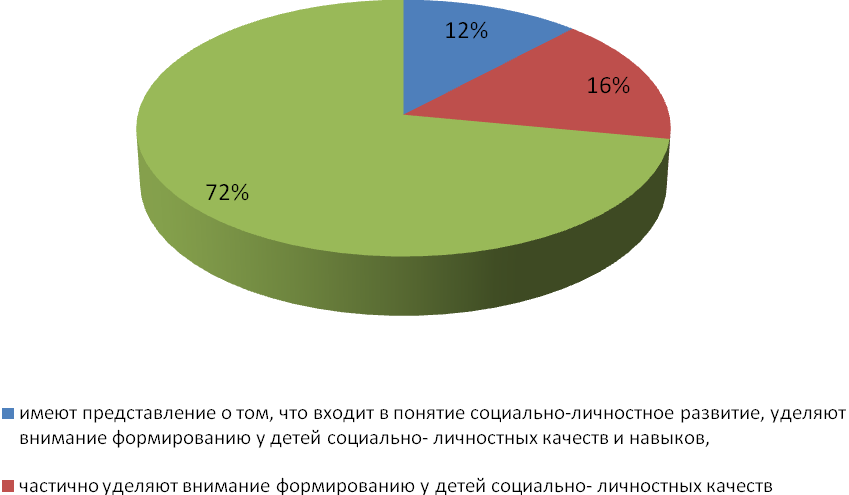 12%
16%
72%
имеют представление о том, что входит в понятие социально-личностное развитие, уделяют
внимание формированию у детей социально- личностных качеств и навыков,
частично уделяют внимание формированию у детей социально- личностных качеств